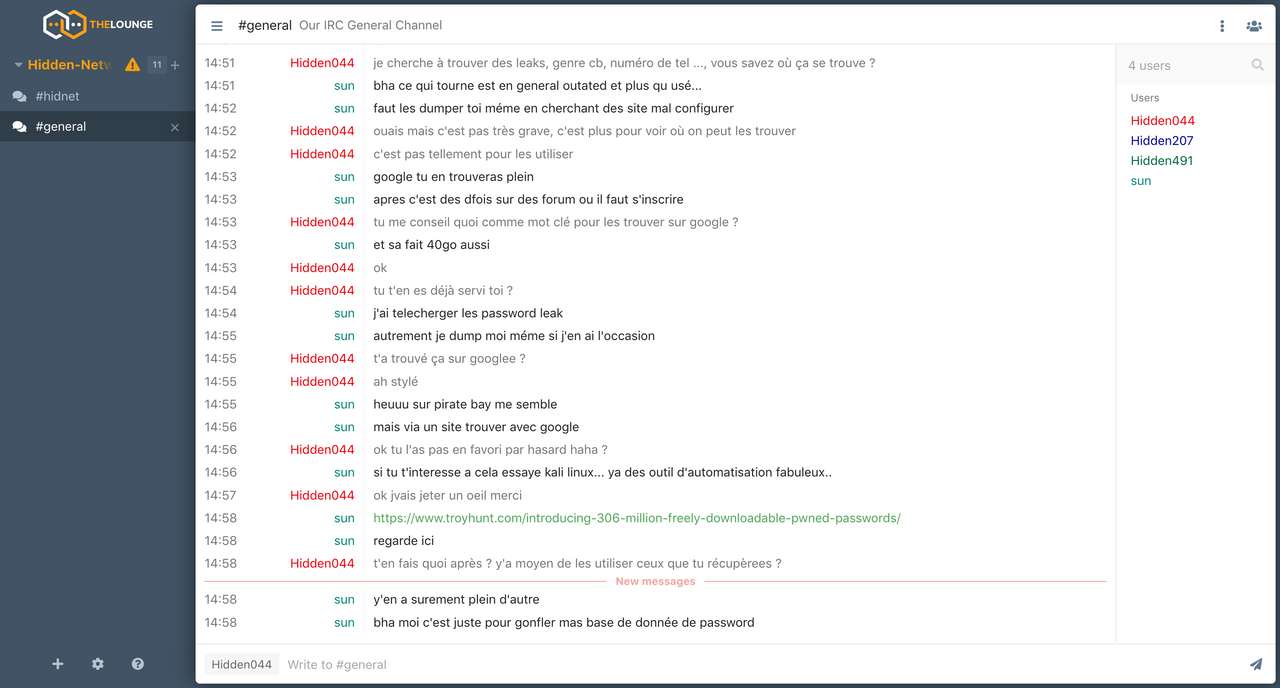 THELOUNGE
#general Our IRC General Channel
Hidden-Netw 11
#hidnet
#general
14:51 Hidden044 je cherche à trouver des leaks, genre cb, numéro de tel ..., vous savez où ça se trouve ?
14:51 sun bha ce qui tourne est en general outated et plus qu usé...
14:52 sun faut les dumper toi méme en cherchant des site mal configurer
14:52 Hidden044 ouais mais c'est pas très grave, c'est plus pour voir où on peut les trouver
14:52 Hidden044 c'est pas tellement pour les utiliser
14:53 sun google tu en trouveras plein
14:53 sun apres c'est des dfois sur des forum ou il faut s'inscrire
14:53 Hidden044 tu me conseil quoi comme mot clé pour les trouver sur google ?
14:53 sun et sa fait 40go aussi
14:53 Hidden044 ok
14:54 Hidden044 tu t'en es déjà servi toi ?
14:54 sun j'ai telecherger les password leak
14:55 sun autrement je dump moi méme si j'en ai l'occasion
14:55 Hidden044 t'a trouvé ça sur googlee ?
14:55 Hidden044 ah stylé
14:55 sun heuuu sur pirate bay me semble
14:56 sun mais via un site trouver avec google
14:56 Hidden044 ok tu l'as pas en favori par hasard haha ?
14:56 sun si tu t'interesse a cela essaye kali linux... ya des outil d'automatisation fabuleux..
14:57 Hidden044 ok jvais jeter un oeil merci
14:58 sun https://www.troyhunt.com/introducing-306-million-freely-downloadable-pwned-passwords/
14:58 sun regarde ici
14:58 Hidden044 t'en fais quoi après ? y'a moyen de les utiliser ceux que tu récupèrees ?
New messages
14:58 sun y'en a surement plein d'autre
14:58 sun bha moi c'est juste pour gonfler mas base de donnée de password
Hidden044 Write to #general
4 users
Users
Hidden044
Hidden207
Hidden491
sun